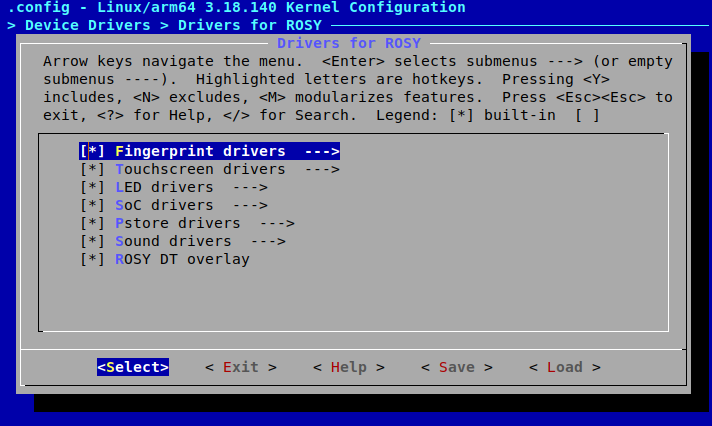 .config - Linux/arm64 3.18.140 Kernel Configuration
> Device Drivers > Drivers for ROSY
Drivers for ROSY
Arrow keys navigate the menu.  <Enter> selects submenus ---> (or empty
submenus ----).  Highlighted letters are hotkeys.  Pressing <Y>
includes, <N> excludes, <M> modularizes features.  Press <Esc><Esc> to
exit, <?> for Help, </> for Search.  Legend: [*] built-in  [ ]
[*] Fingerprint drivers  --->
[*] Touchscreen drivers  --->
[*] LED drivers  --->
[*] SoC drivers  --->
[*] Pstore drivers  --->
[*] Sound drivers  --->
[*] ROSY DT overlay
<Select>    < Exit >    < Help >    < Save >    < Load >